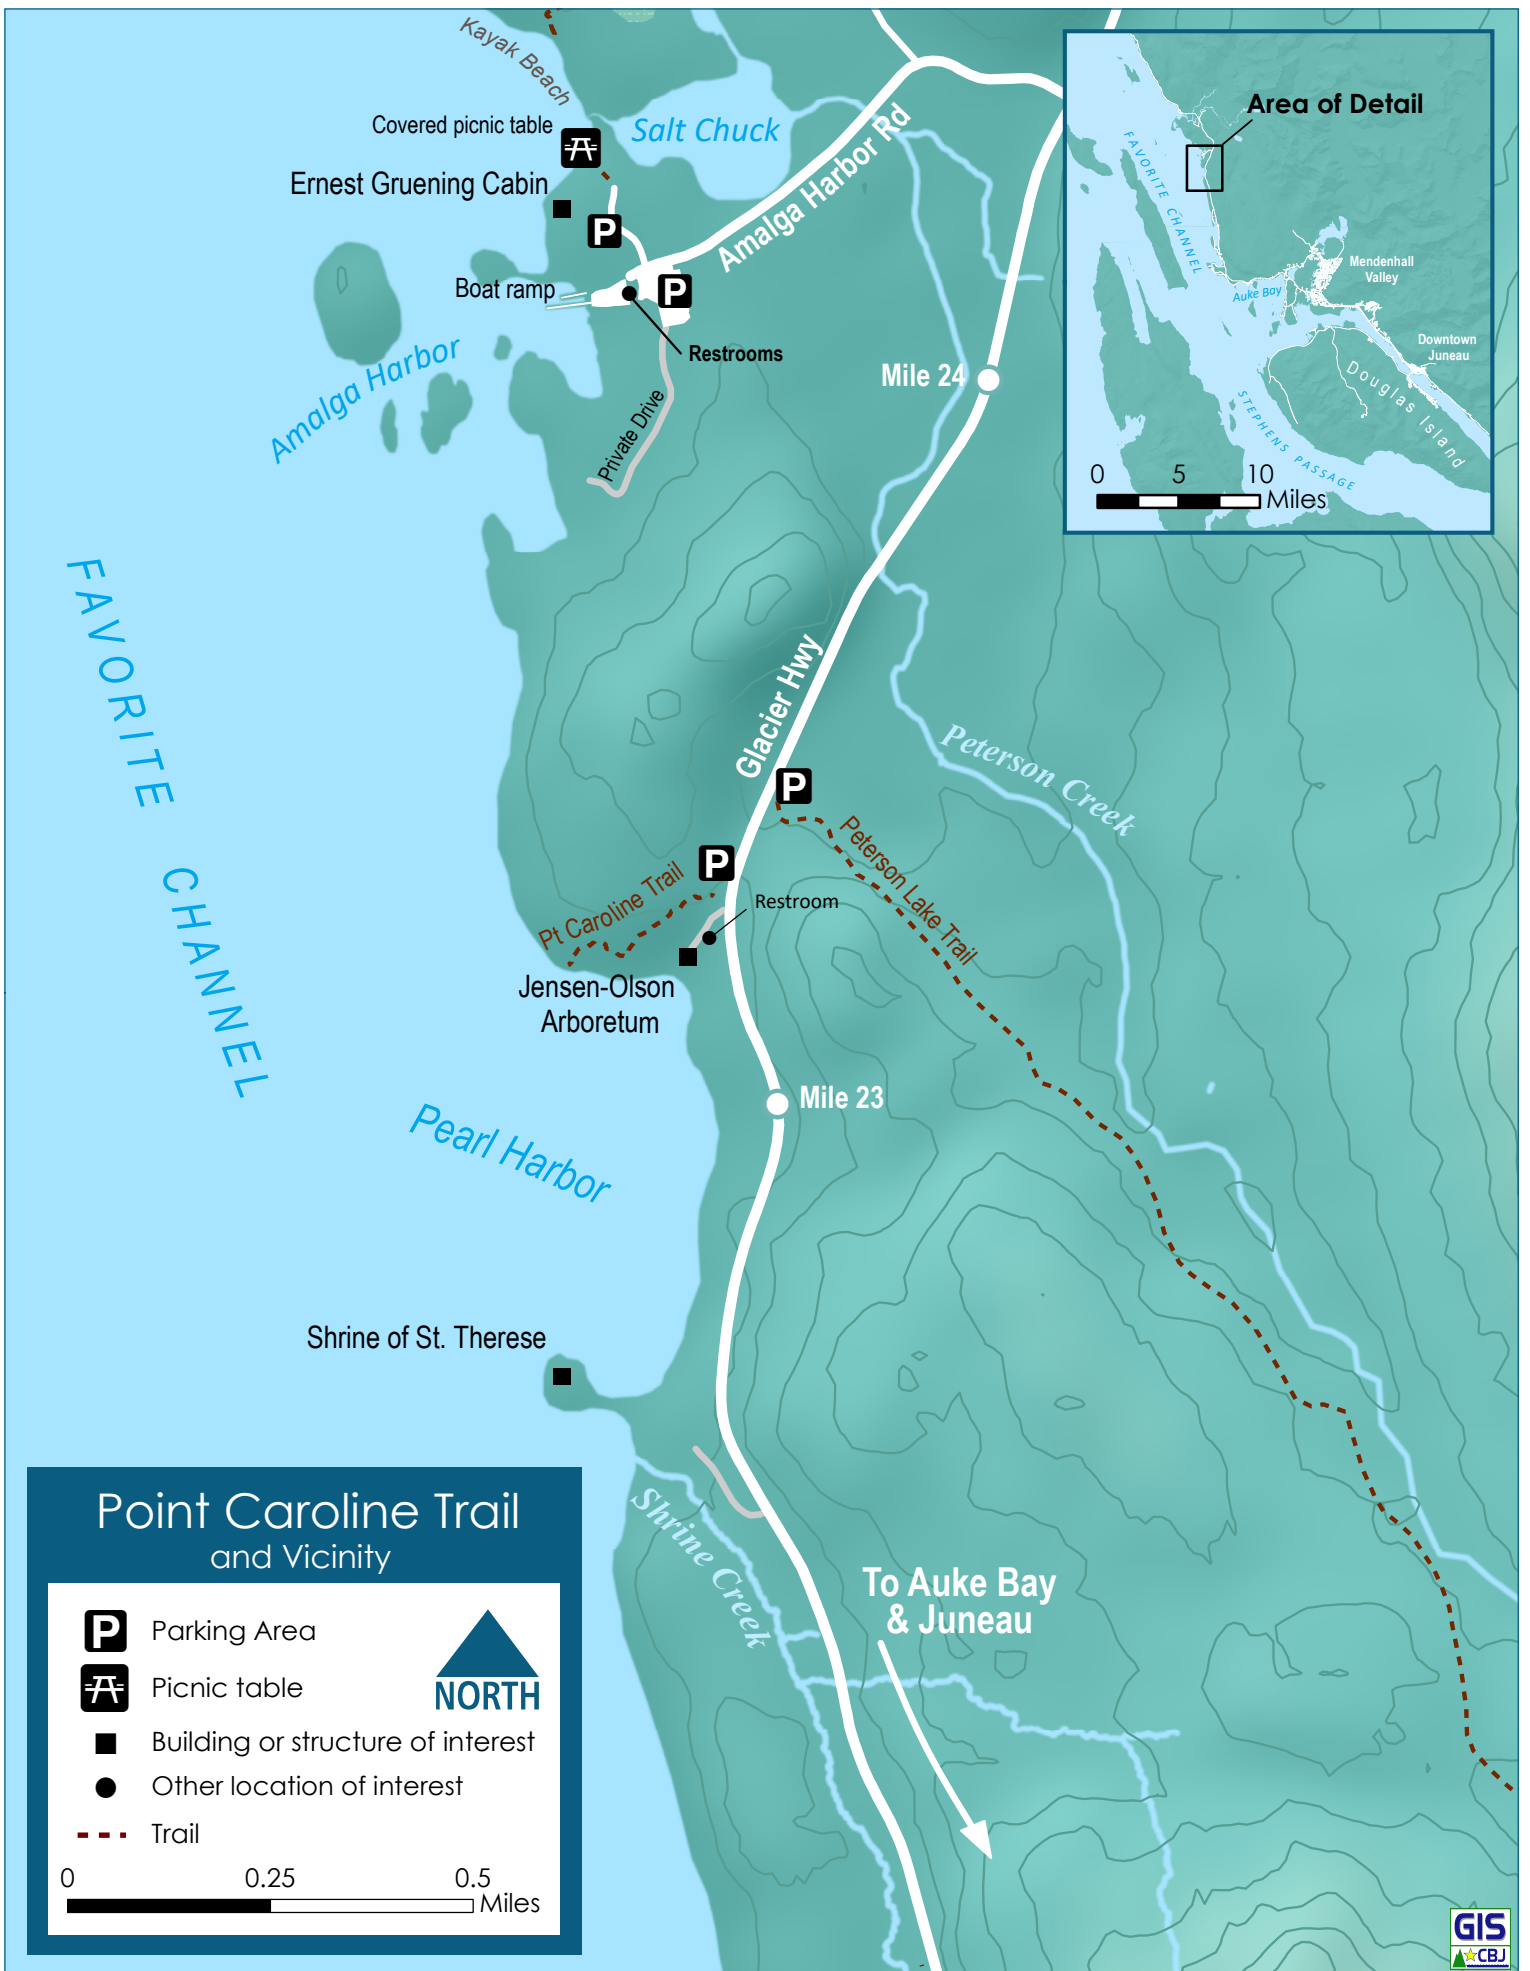 Kayak Beach
Covered picnic table
Salt Chuck
Ernest Gruening Cabin
P
Amalga Harbor Rd
Boat ramp
P
Restrooms
Amalga Harbor
Private Drive
Mile 24
Area of Detail
FAVORITE CHANNEL
Mendenhall
Valley
Auke Bay
Downtown
Juneau
Douglas Island
STEPHENS PASSAGE
0 5 10
Miles
FAVORITE CHANNEL
Glacier Hwy
Peterson Creek
P
Peterson Lake Trail
P
Pt Caroline Trail
Restroom
Jensen-Olson
Arboretum
Mile 23
Pearl Harbor
Shrine of St. Therese
Shrine Creek
To Auke Bay
& Juneau
Point Caroline Trail
and Vicinity
P Parking Area
Picnic table
NORTH
Building or structure of interest
Other location of interest
Trail
0 0.25 0.5
Miles
GIS
CBJ